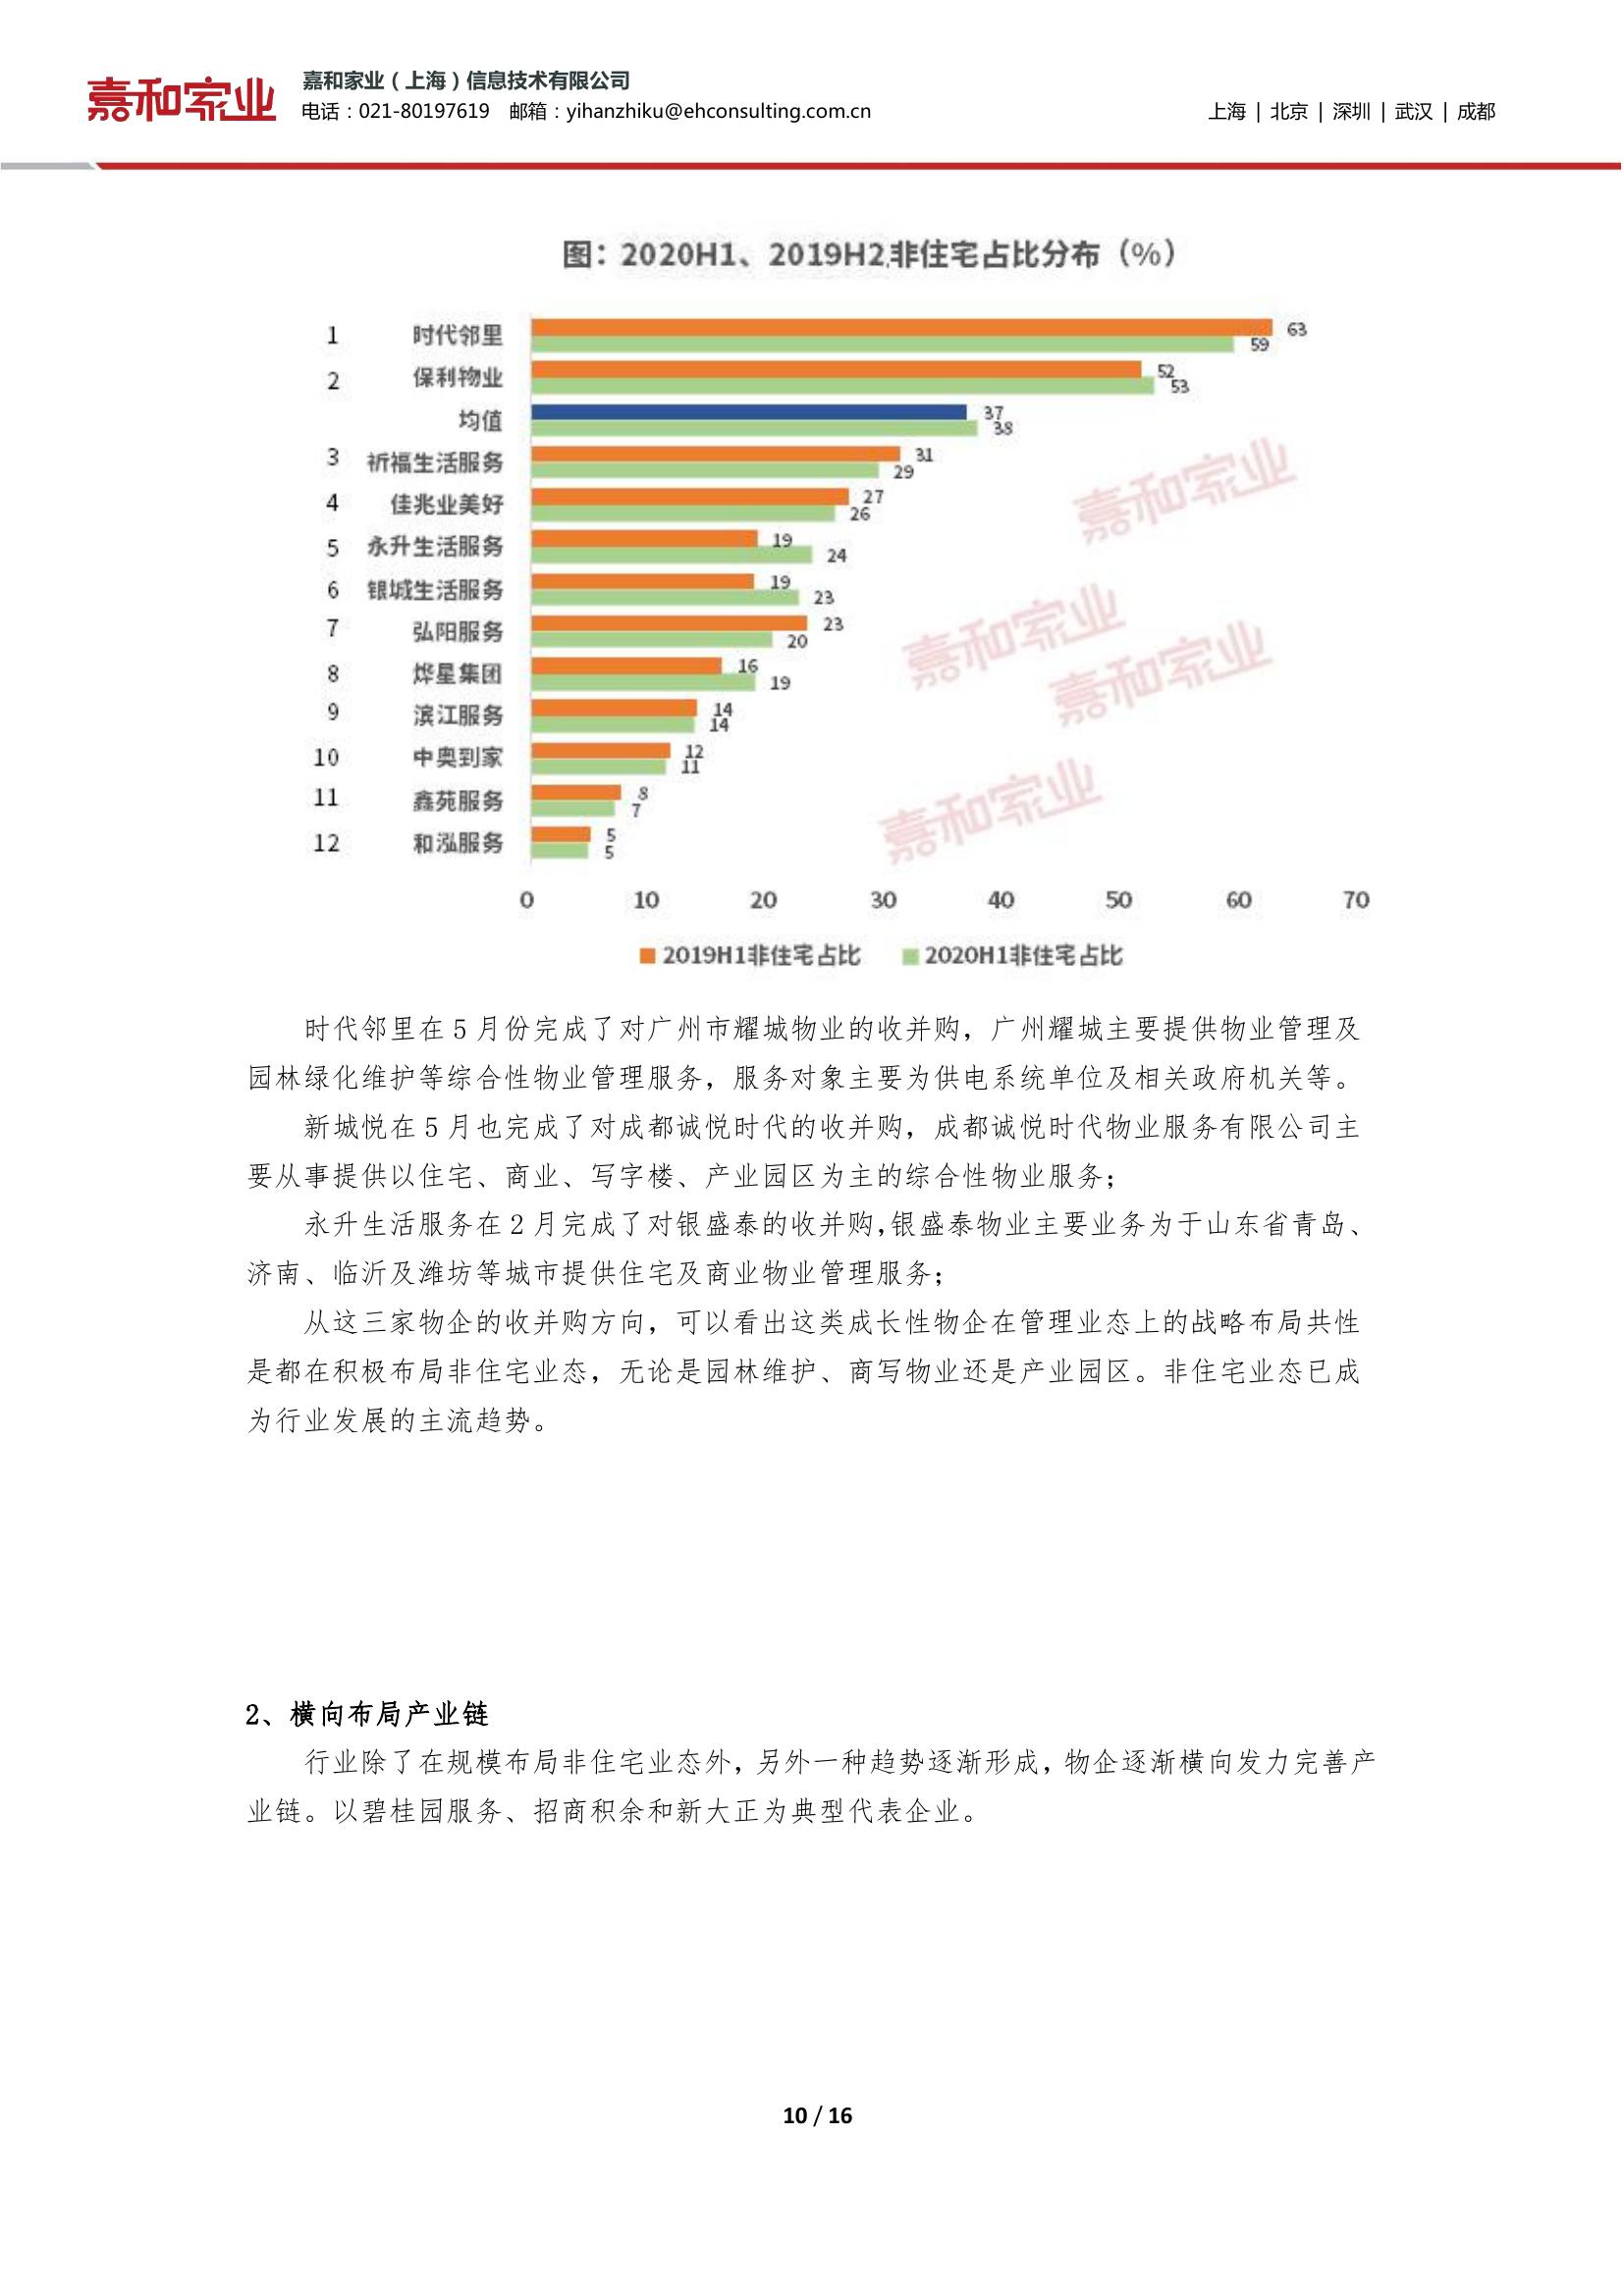 嘉和家业
嘉和家业（上海）信息技术有限公司
电话：021-80197619 邮箱：yihanzhiku@ehconsulting.com.cn
上海 | 北京 | 深圳 | 武汉 | 成都
图：2020H1、2019H2非住宅占比分布（%）
1 时代邻里 63 59
2 保利物业 52 53
均值 37 38
3 祈福生活服务 31 29
4 佳兆业美好 27 26
5 永升生活服务 19 24
6 银城生活服务 19 23
7 弘阳服务 23 20
8 烨星集团 16 19
9 滨江服务 14 14
10 中奥到家 12 11
11 鑫苑服务 8 7
12 和泓服务 5 5
0 10 20 30 40 50 60 70
2019H1非住宅占比 2020H1非住宅占比
嘉和家业
嘉和家业
嘉和家业
嘉和家业
时代邻里在 5 月份完成了对广州市耀城物业的收并购，广州耀城主要提供物业管理及
园林绿化维护等综合性物业管理服务，服务对象主要为供电系统单位及相关政府机关等。
新城悦在 5 月也完成了对成都诚悦时代的收并购，成都诚悦时代物业服务有限公司主
要从事提供以住宅、商业、写字楼、产业园区为主的综合性物业服务；
永升生活服务在 2 月完成了对银盛泰的收并购，银盛泰物业主要业务为于山东省青岛、
济南、临沂及潍坊等城市提供住宅及商业物业管理服务；
从这三家物企的收并购方向，可以看出这类成长性物企在管理业态上的战略布局共性
是都在积极布局非住宅业态，无论是园林维护、商写物业还是产业园区。非住宅业态已成
为行业发展的主流趋势。
2、横向布局产业链
行业除了在规模布局非住宅业态外，另外一种趋势逐渐形成，物企逐渐横向发力完善产
业链。以碧桂园服务、招商积余和新大正为典型代表企业。
10 / 16